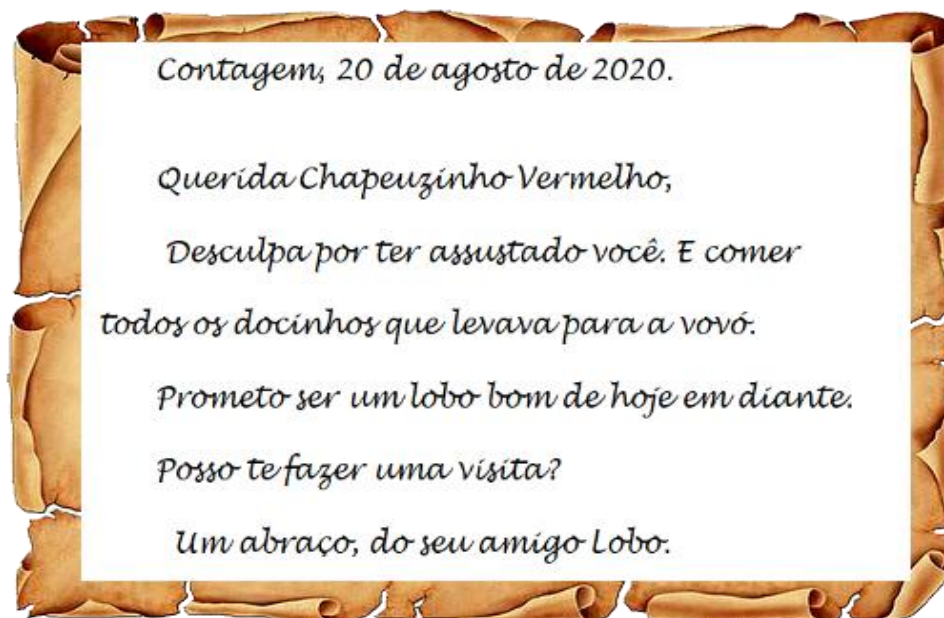 Contagem, 20 de agosto de 2020.
Querida Chapeuzinho Vermelho,
Desculpa por ter assustado você. E comer
todos os docinhos que levava para a vovó.
Prometo ser um lobo bom de hoje em diante.
Posso te fazer uma visita?
Um abraço, do seu amigo Lobo.